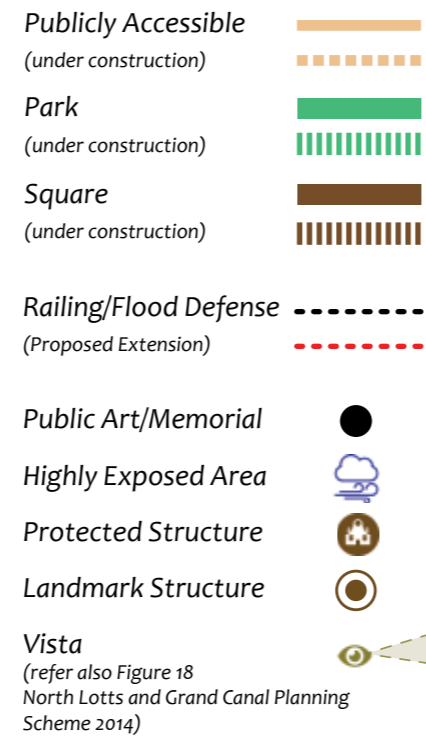 Publicly Accessible
(under construction)
Park
(under construction)
Square
(under construction)
Railing/Flood Defense
(Proposed Extension)
Public Art/Memorial
Highly Exposed Area
Protected Structure
Landmark Structure
Vista
(refer also Figure 18
North Lotts and Grand Canal Planning
Scheme 2014)